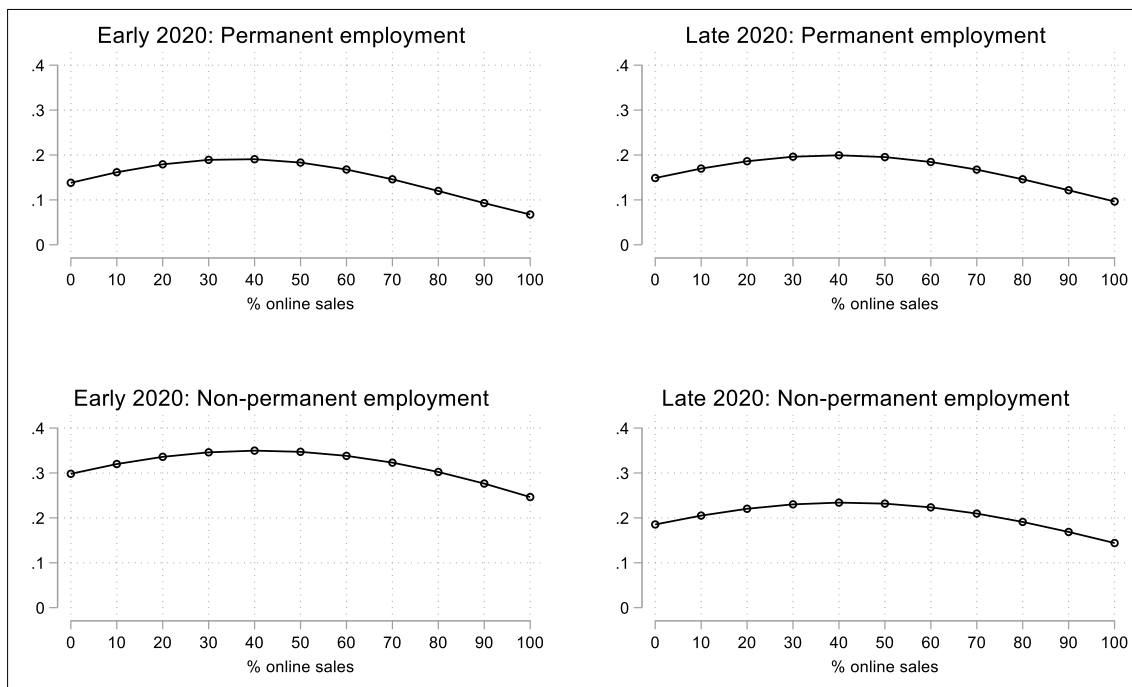 Early 2020: Permanent employment
.4
.3
.2
.1
0
0 10 20 30 40 50 60 70 80 90 100
% online sales
Late 2020: Permanent employment
.4
.3
.2
.1
0
0 10 20 30 40 50 60 70 80 90 100
% online sales
Early 2020: Non-permanent employment
.4
.3
.2
.1
0
0 10 20 30 40 50 60 70 80 90 100
% online sales
Late 2020: Non-permanent employment
.4
.3
.2
.1
0
0 10 20 30 40 50 60 70 80 90 100
% online sales